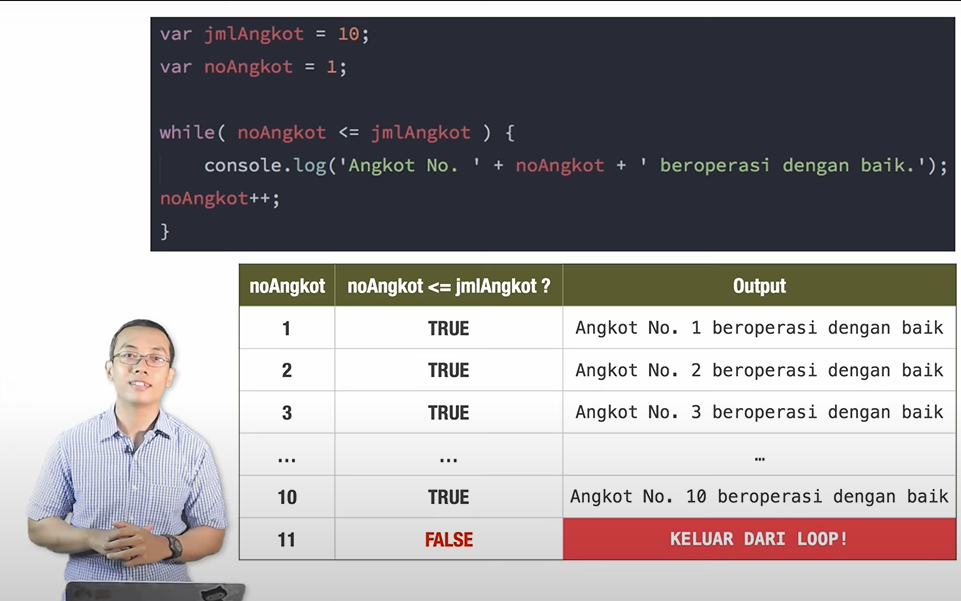 var jmlAngkot = 10;
var noAngkot = 1;
while( noAngkot <= jmlAngkot ) {
console.log('Angkot No. ' + noAngkot + ' beroperasi dengan baik.');
noAngkot++;
}
noAngkot noAngkot <= jmlAngkot ? Output
1 TRUE Angkot No. 1 beroperasi dengan baik
2 TRUE Angkot No. 2 beroperasi dengan baik
3 TRUE Angkot No. 3 beroperasi dengan baik
... ... …
10 TRUE Angkot No. 10 beroperasi dengan baik
11 FALSE KELUAR DARI LOOP!